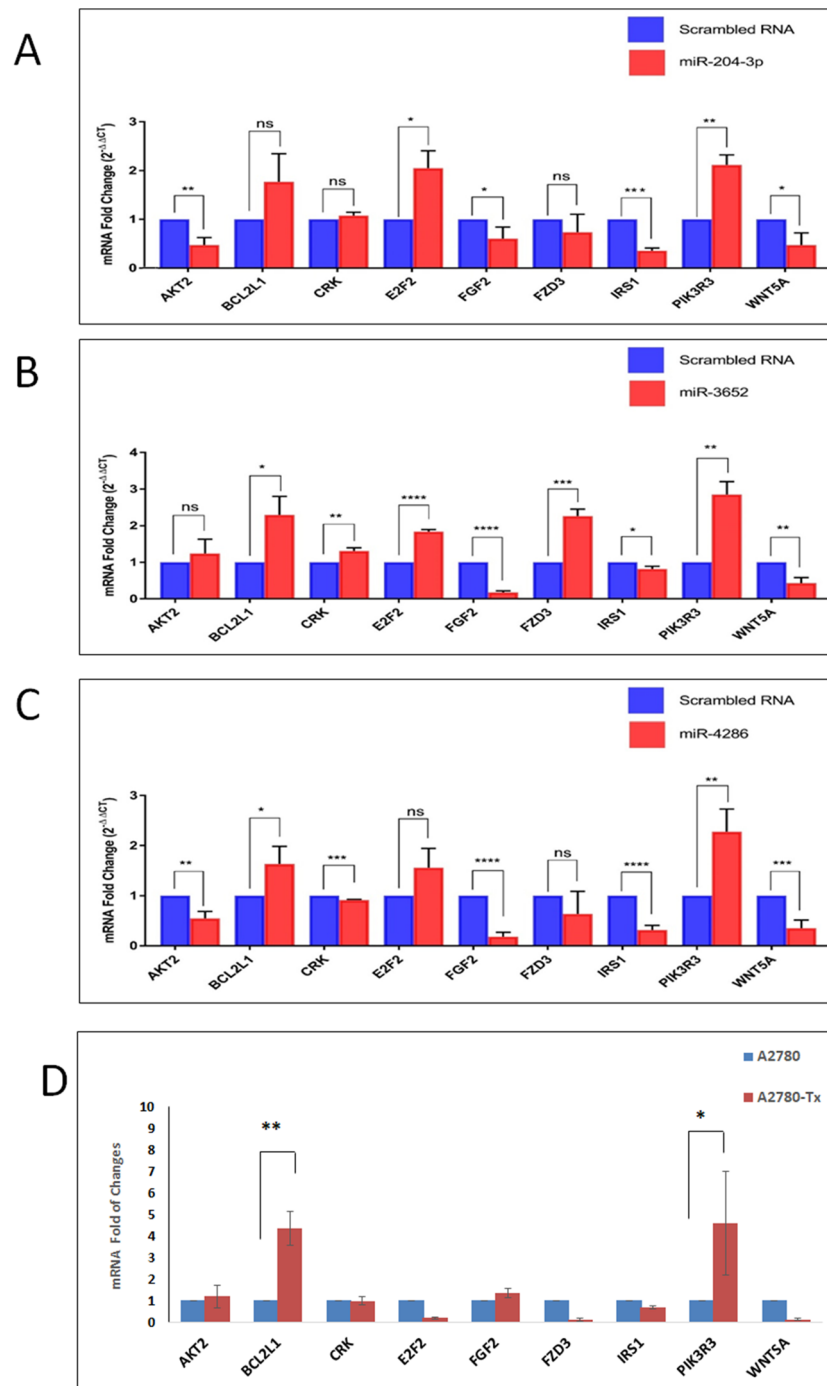 A
Scrambled RNA
miR-204-3p
mRNA Fold Change (2^-ΔΔCT)
3
2
1
0
** ns ns * * ns *** ** *
AKT2 BCL2L1 CRK E2F2 FGF2 FZD3 IRS1 PIK3R3 WNT5A
B
Scrambled RNA
miR-3652
mRNA Fold Change (2^-ΔΔCT)
4
3
2
1
0
ns * ** **** **** *** * ** **
AKT2 BCL2L1 CRK E2F2 FGF2 FZD3 IRS1 PIK3R3 WNT5A
C
Scrambled RNA
miR-4286
mRNA Fold Change (2^-ΔΔCT)
3
2
1
0
** * *** ns **** ns **** ** ***
AKT2 BCL2L1 CRK E2F2 FGF2 FZD3 IRS1 PIK3R3 WNT5A
D
A2780
A2780-Tx
mRNA Fold of Changes
10
9
8
7
6
5
4
3
2
1
0
** *
AKT2 BCL2L1 CRK E2F2 FGF2 FZD3 IRS1 PIK3R3 WNT5A